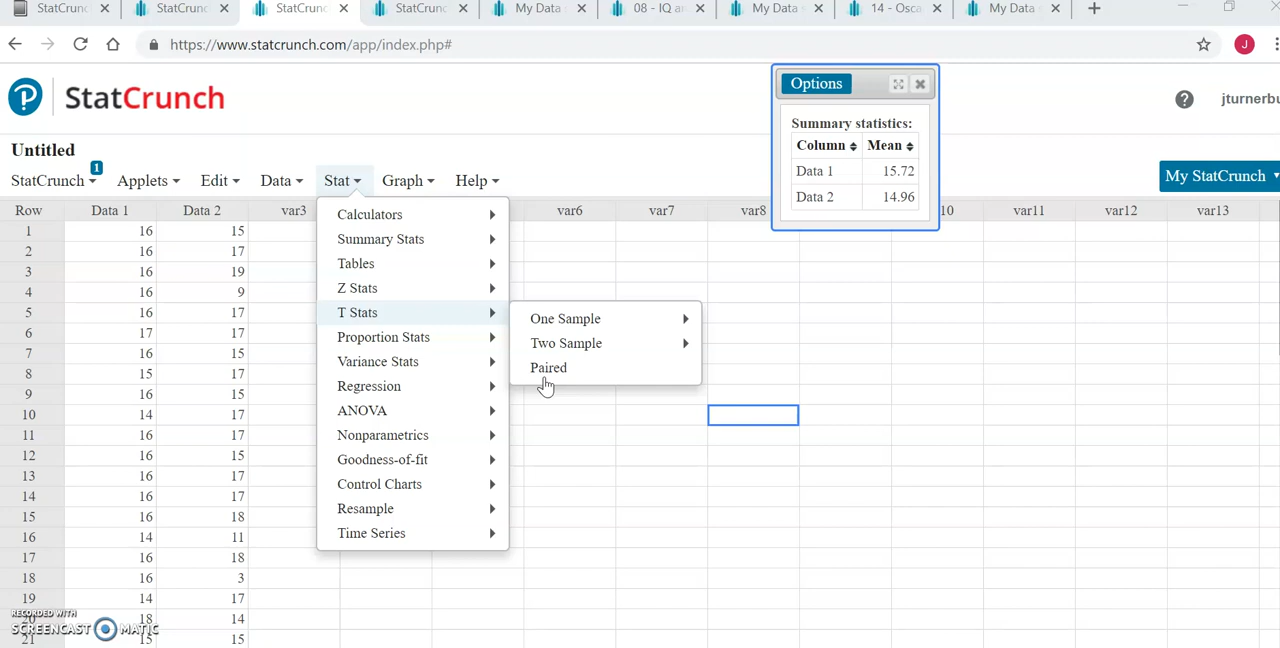 StatCrunch StatCrunch StatCrunch StatCrunch My Data 08 - IQ a My Data 14 - Osca My Data
https://www.statcrunch.com/app/index.php# J
P StatCrunch ? jturnerbu
Untitled
StatCrunch 1 Applets Edit Data Stat Graph Help My StatCrunch
Options
Summary statistics:
Column Mean
Data 1 15.72
Data 2 14.96
Row Data 1 Data 2 var3 var6 var7 var8 10 var11 var12 var13
1 16 15
2 16 17
3 16 19
4 16 9
5 16 17
6 17 17
7 16 15
8 15 17
9 16 15
10 14 17
11 16 17
12 16 15
13 16 17
14 16 17
15 16 18
16 14 11
17 16 18
18 16 3
19 14 17
20 18 14
21 15 15
Calculators
Summary Stats
Tables
Z Stats
T Stats
Proportion Stats
Variance Stats
Regression
ANOVA
Nonparametrics
Goodness-of-fit
Control Charts
Resample
Time Series
One Sample
Two Sample
Paired
RECORDED WITH
SCREENCAST MATIC